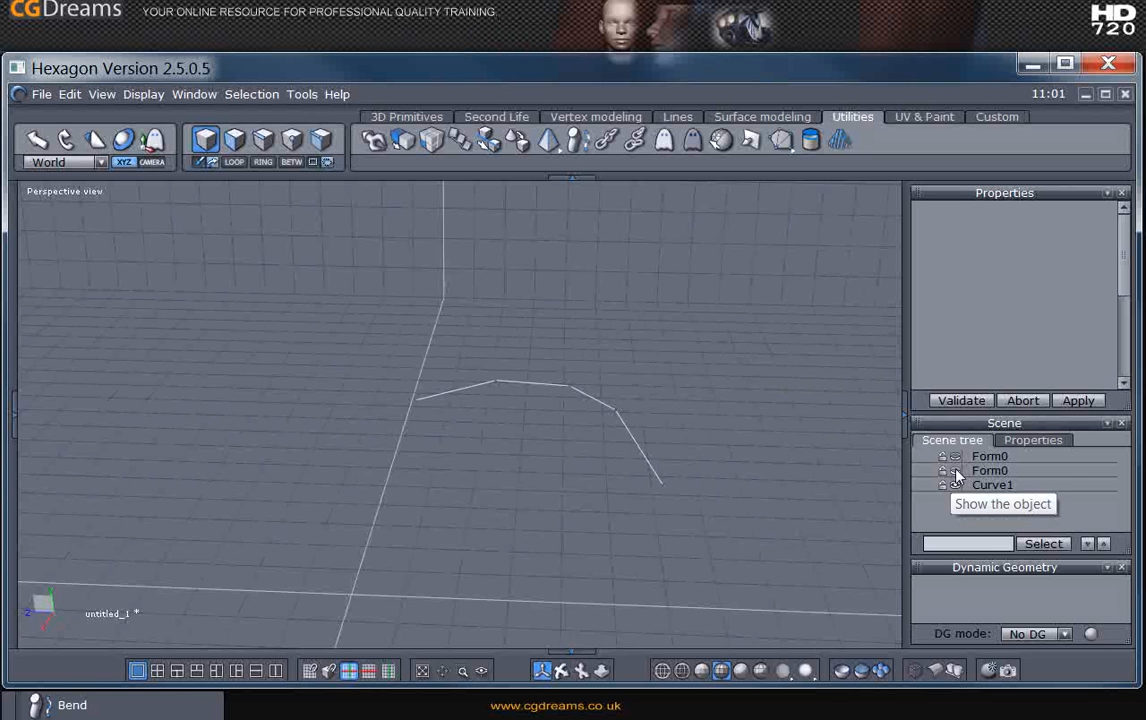 CGDreams YOUR ONLINE RESOURCE FOR PROFESSIONAL QUALITY TRAINING.
HD
720
Hexagon Version 2.5.0.5
File Edit View Display Window Selection Tools Help 11:01
3D Primitives Second Life Vertex modeling Lines Surface modeling Utilities UV & Paint Custom
World XYZ CAMERA LOOP RING BETW
Perspective view
Properties
Validate Abort Apply
Scene
Scene tree Properties
Form0
Form0
Curve1
Show the object
Select
Dynamic Geometry
DG mode: No DG
Z
untitled_1 *
Bend
www.cgdreams.co.uk